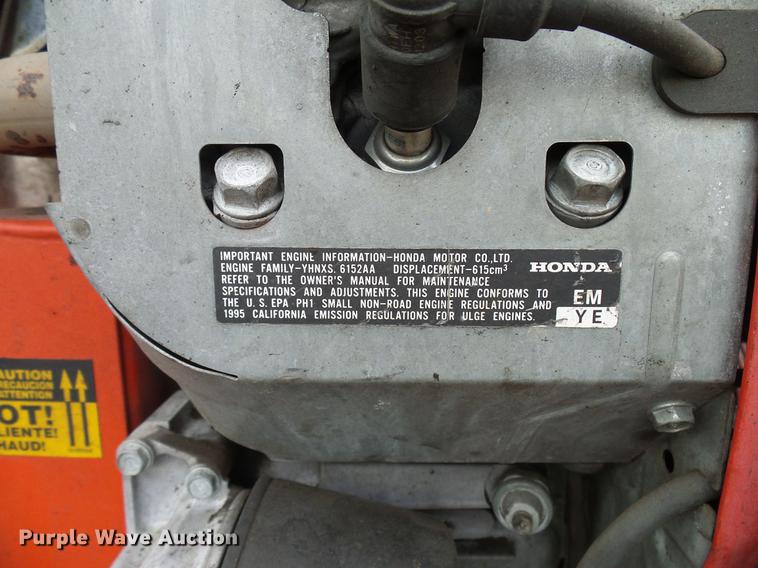 IMPORTANT ENGINE INFORMATION-HONDA MOTOR CO.,LTD.
ENGINE FAMILY-YHNXS. 6152AA DISPLACEMENT-615cm³
HONDA
REFER TO THE OWNER'S MANUAL FOR MAINTENANCE
SPECIFICATIONS AND ADJUSTMENTS. THIS ENGINE CONFORMS TO
THE U.S. EPA PH1 SMALL NON-ROAD ENGINE REGULATIONS AND
1995 CALIFORNIA EMISSION REGULATIONS FOR ULGE ENGINES.
EM
YE
AUTION
RECAUCION
ATTENTION
OT!
LIENTE!
HAUD!
Purple Wave Auction